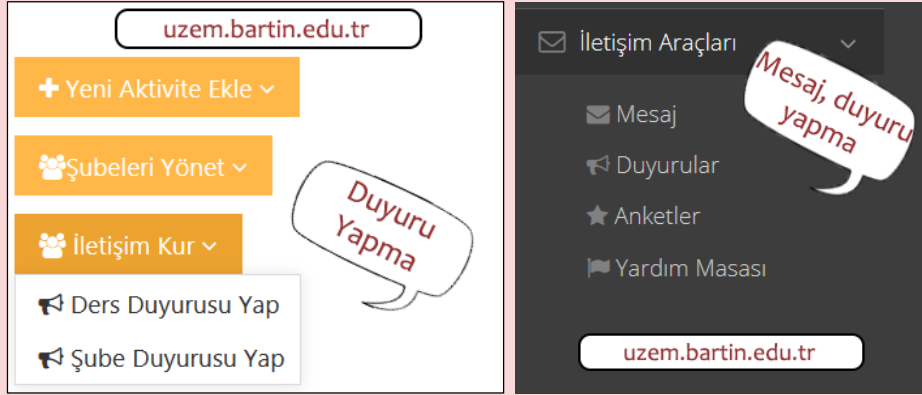 uzem.bartin.edu.tr
Yeni Aktivite Ekle
Şubeleri Yönet
İletişim Kur
Ders Duyurusu Yap
Şube Duyurusu Yap
Duyuru
Yapma
İletişim Araçları
Mesaj
Duyurular
Anketler
Yardım Masası
Mesaj, duyuru
yapma
uzem.bartin.edu.tr